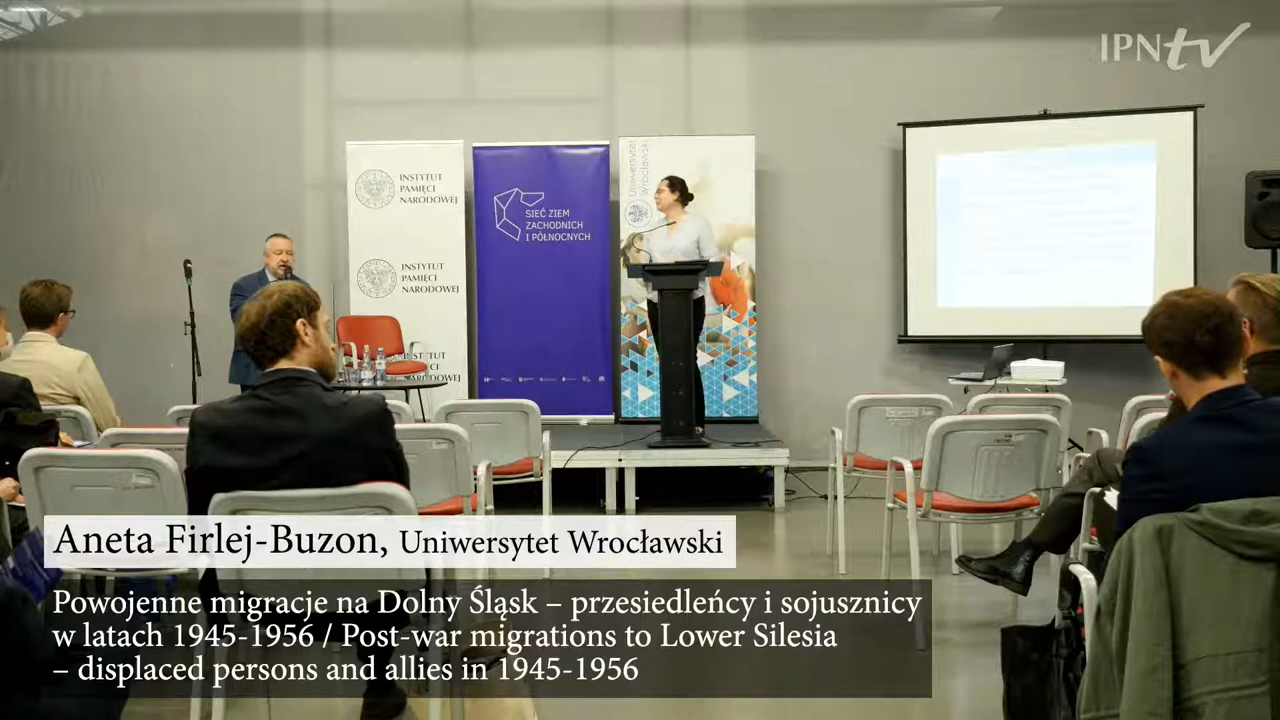 IPNtv
INSTYTUT
PAMIĘCI
NARODOWEJ
SIEĆ ZIEM
ZACHODNICH
I PÓŁNOCNYCH
Uniwersytet
Wrocławski
INSTYTUT
PAMIĘCI
NARODOWEJ
Aneta Firlej-Buzon, Uniwersytet Wrocławski
Powojenne migracje na Dolny Śląsk – przesiedleńcy i sojusznicy
w latach 1945-1956 / Post-war migrations to Lower Silesia
– displaced persons and allies in 1945-1956